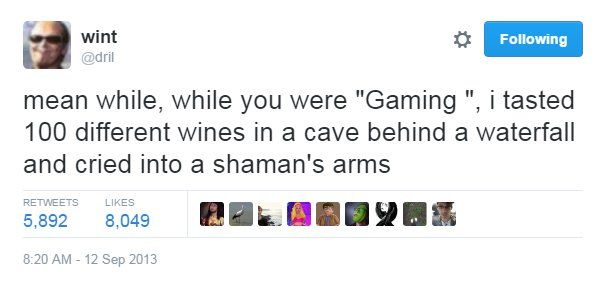 wint
@dril
Following
mean while, while you were "Gaming ", i tasted
100 different wines in a cave behind a waterfall
and cried into a shaman's arms
RETWEETS LIKES
5,892 8,049
8:20 AM - 12 Sep 2013